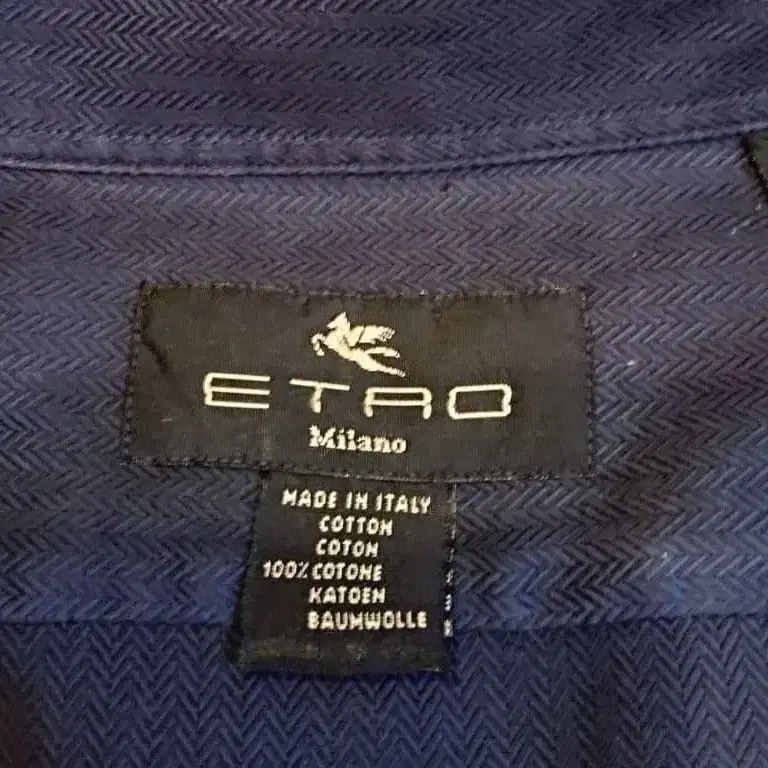 ETRO
Milano
MADE IN ITALY
COTTON
COTON
100% COTONE
KATOEN
BAUMWOLLE